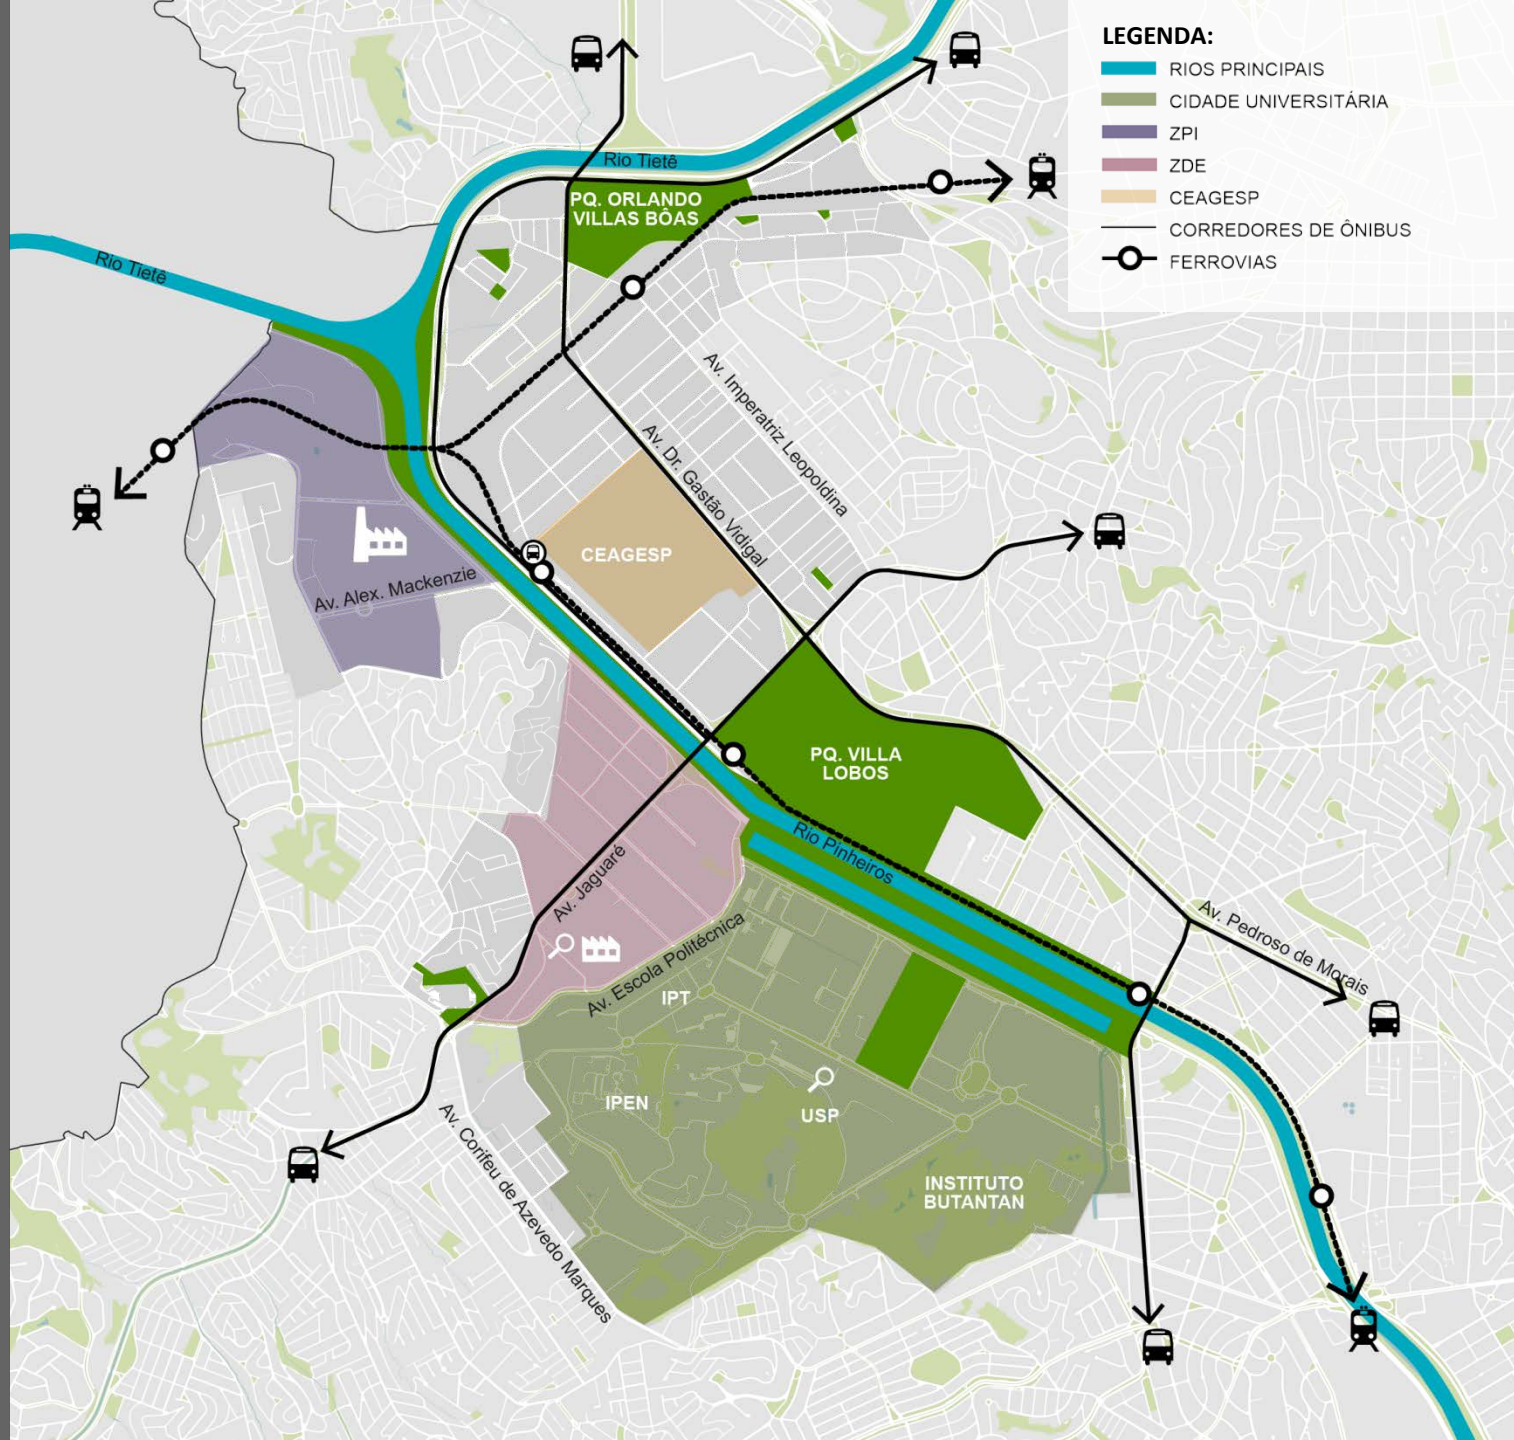 LEGENDA:
RIOS PRINCIPAIS
CIDADE UNIVERSITÁRIA
ZPI
ZDE
CEAGESP
CORREDORES DE ÔNIBUS
FERROVIAS
Rio Tietê
PQ. ORLANDO
VILLAS BÔAS
Rio Tietê
Av. Imperatriz Leopoldina
Av. Dr. Gastão Vidigal
CEAGESP
Av. Alex. Mackenzie
PQ. VILLA
LOBOS
Rio Pinheiros
Av. Jaguaré
Av. Pedroso de Morais
Av. Escola Politécnica
IPT
IPEN
USP
Av. Corifeu de Azevedo Marques
INSTITUTO
BUTANTAN